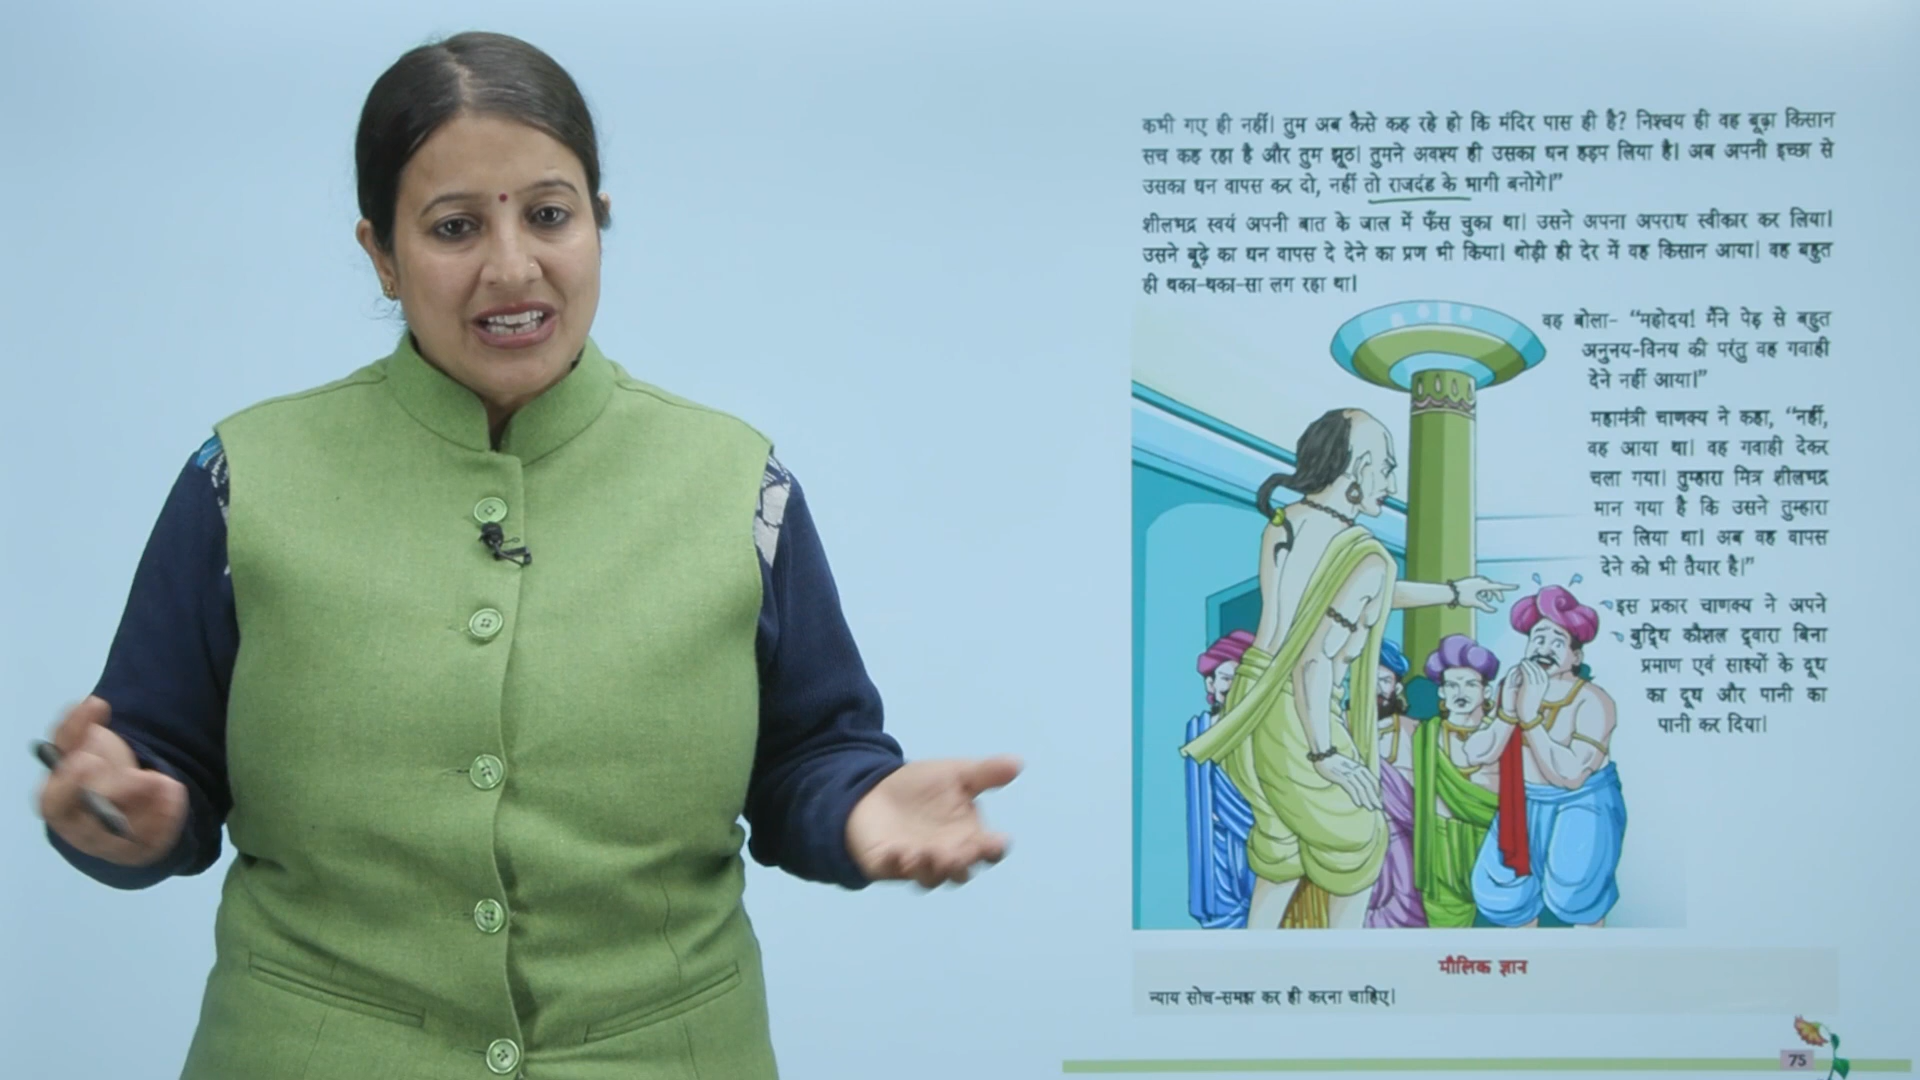 कभी गए ही नहीं। तुम अब कैसे कह रहे हो कि मंदिर पास ही है? निश्चय ही वह बूढ़ा किसान
सच कह रहा है और तुम झूठ। तुमने अवश्य ही उसका धन हड़प लिया है। अब अपनी इच्छा से
उसका धन वापस कर दो, नहीं तो राजदंड के भागी बनोगे।”
शीलभद्र स्वयं अपनी बात के जाल में फँस चुका था। उसने अपना अपराध स्वीकार कर लिया।
उसने बूढ़े का धन वापस दे देने का प्रण भी किया। थोड़ी ही देर में वह किसान आया। वह बहुत
ही थका-थका-सा लग रहा था।
वह बोला- “महोदय! मैंने पेड़ से बहुत
अनुनय-विनय की परंतु वह गवाही
देने नहीं आया।”
महामंत्री चाणक्य ने कहा, “नहीं,
वह आया था। वह गवाही देकर
चला गया। तुम्हारा मित्र शीलभद्र
मान गया है कि उसने तुम्हारा
धन लिया था। अब वह वापस
देने को भी तैयार है।”
इस प्रकार चाणक्य ने अपने
बुद्धि कौशल द्वारा बिना
प्रमाण एवं साक्ष्यों के दूध
का दूध और पानी का
पानी कर दिया।
मौलिक ज्ञान
न्याय सोच-समझ कर ही करना चाहिए।
75